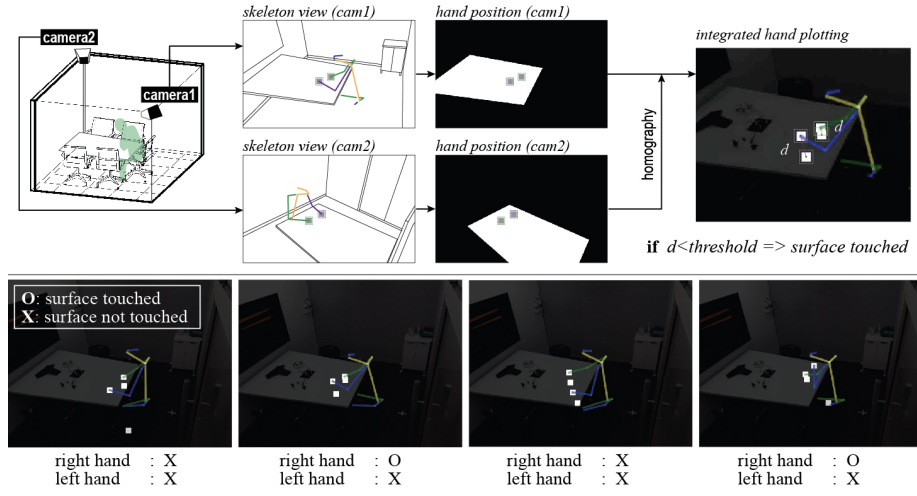 skeleton view (cam1)
hand position (cam1)
integrated hand plotting
camera2
camera1
d
d
homography
skeleton view (cam2)
hand position (cam2)
if d<threshold => surface touched
O: surface touched
X: surface not touched
right hand : X
left hand : X
right hand : O
left hand : X
right hand : X
left hand : X
right hand : O
left hand : X